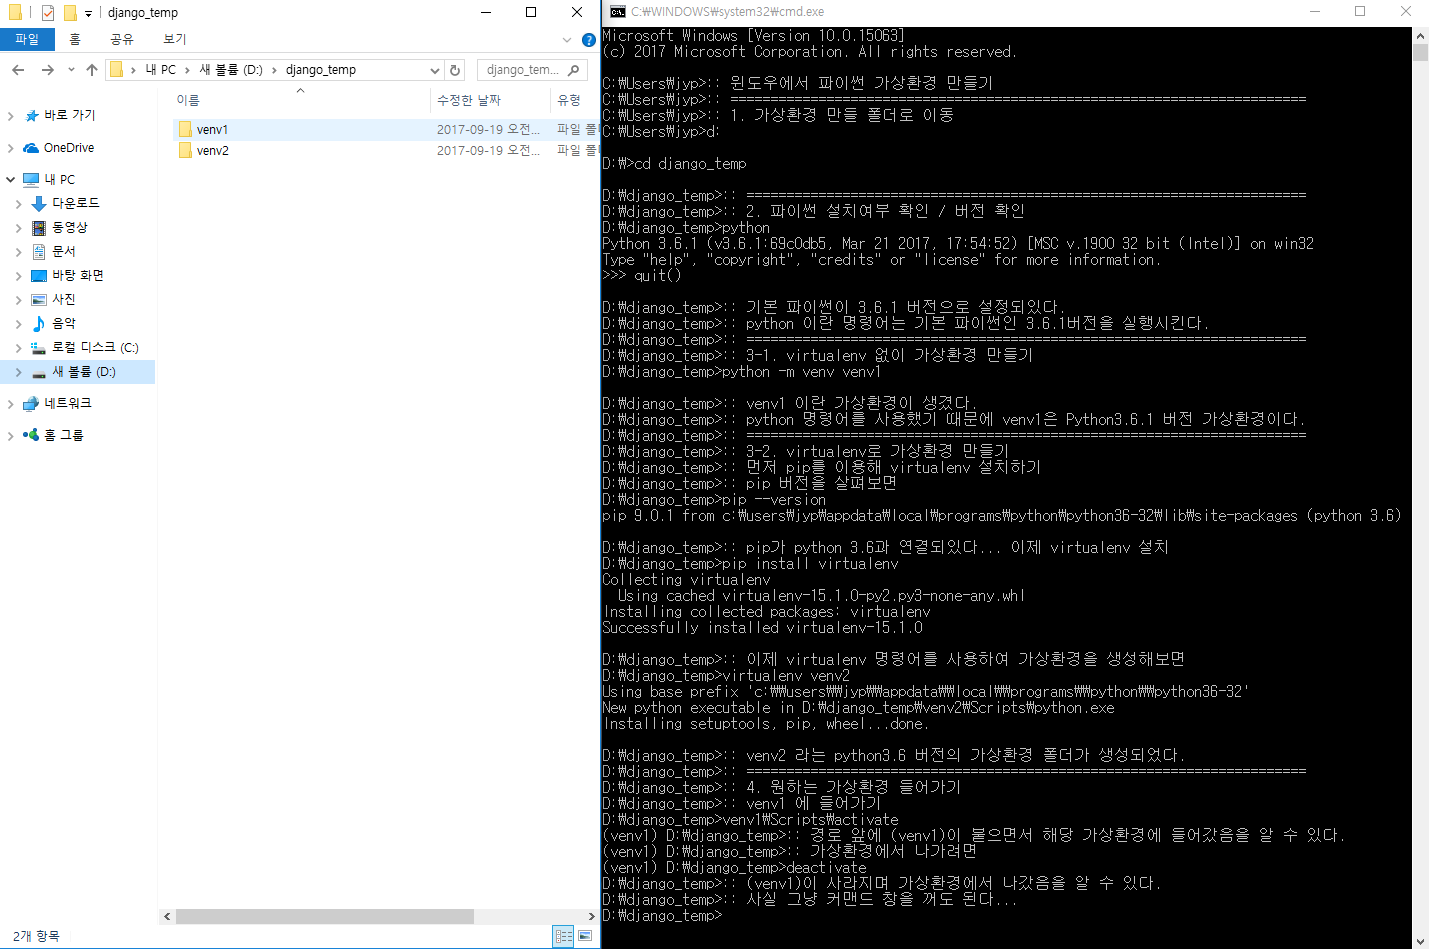 django_temp
파일 홈 공유 보기
내 PC 새 볼륨 (D:) django_temp
django_tem...
바로 가기
OneDrive
내 PC
다운로드
동영상
문서
바탕 화면
사진
음악
로컬 디스크 (C:)
새 볼륨 (D:)
네트워크
홈 그룹
이름 수정한 날짜 유형
venv1 2017-09-19 오전... 파일 폴
venv2 2017-09-19 오전... 파일 폴
2개 항목
C:₩WINDOWS₩system32₩cmd.exe
Microsoft Windows [Version 10.0.15063]
(c) 2017 Microsoft Corporation. All rights reserved.
C:₩Users₩jyp>:: 윈도우에서 파이썬 가상환경 만들기
C:₩Users₩jyp>:: ========================================================================
C:₩Users₩jyp>:: 1. 가상환경 만들 폴더로 이동
C:₩Users₩jyp>d:
D:₩>cd django_temp
D:₩django_temp>:: ======================================================================
D:₩django_temp>:: 2. 파이썬 설치여부 확인 / 버전 확인
D:₩django_temp>python
Python 3.6.1 (v3.6.1:69c0db5, Mar 21 2017, 17:54:52) [MSC v.1900 32 bit (Intel)] on win32
Type "help", "copyright", "credits" or "license" for more information.
>>> quit()
D:₩django_temp>:: 기본 파이썬이 3.6.1 버전으로 설정되있다.
D:₩django_temp>:: python 이란 명령어는 기본 파이썬인 3.6.1버전을 실행시킨다.
D:₩django_temp>:: ======================================================================
D:₩django_temp>:: 3-1. virtualenv 없이 가상환경 만들기
D:₩django_temp>python -m venv venv1
D:₩django_temp>:: venv1 이란 가상환경이 생겼다.
D:₩django_temp>:: python 명령어를 사용했기 때문에 venv1은 Python3.6.1 버전 가상환경이다.
D:₩django_temp>:: ======================================================================
D:₩django_temp>:: 3-2. virtualenv로 가상환경 만들기
D:₩django_temp>:: 먼저 pip를 이용해 virtualenv 설치하기
D:₩django_temp>:: pip 버전을 살펴보면
D:₩django_temp>pip --version
pip 9.0.1 from c:₩users₩jyp₩appdata₩local₩programs₩python₩python36-32₩lib₩site-packages (python 3.6)
D:₩django_temp>:: pip가 python 3.6과 연결되있다... 이제 virtualenv 설치
D:₩django_temp>pip install virtualenv
Collecting virtualenv
Using cached virtualenv-15.1.0-py2.py3-none-any.whl
Installing collected packages: virtualenv
Successfully installed virtualenv-15.1.0
D:₩django_temp>:: 이제 virtualenv 명령어를 사용하여 가상환경을 생성해보면
D:₩django_temp>virtualenv venv2
Using base prefix 'c:₩₩users₩₩jyp₩₩appdata₩₩local₩₩programs₩₩python₩₩python36-32'
New python executable in D:₩django_temp₩venv2₩Scripts₩python.exe
Installing setuptools, pip, wheel...done.
D:₩django_temp>:: venv2 라는 python3.6 버전의 가상환경 폴더가 생성되었다.
D:₩django_temp>:: ======================================================================
D:₩django_temp>:: 4. 원하는 가상환경 들어가기
D:₩django_temp>:: venv1 에 들어가기
D:₩django_temp>venv1₩Scripts₩activate
(venv1) D:₩django_temp>:: 경로 앞에 (venv1)이 붙으면서 해당 가상환경에 들어갔음을 알 수 있다.
(venv1) D:₩django_temp>:: 가상환경에서 나가려면
(venv1) D:₩django_temp>deactivate
D:₩django_temp>:: (venv1)이 사라지며 가상환경에서 나갔음을 알 수 있다.
D:₩django_temp>:: 사실 그냥 커맨드 창을 꺼도 된다...
D:₩django_temp>